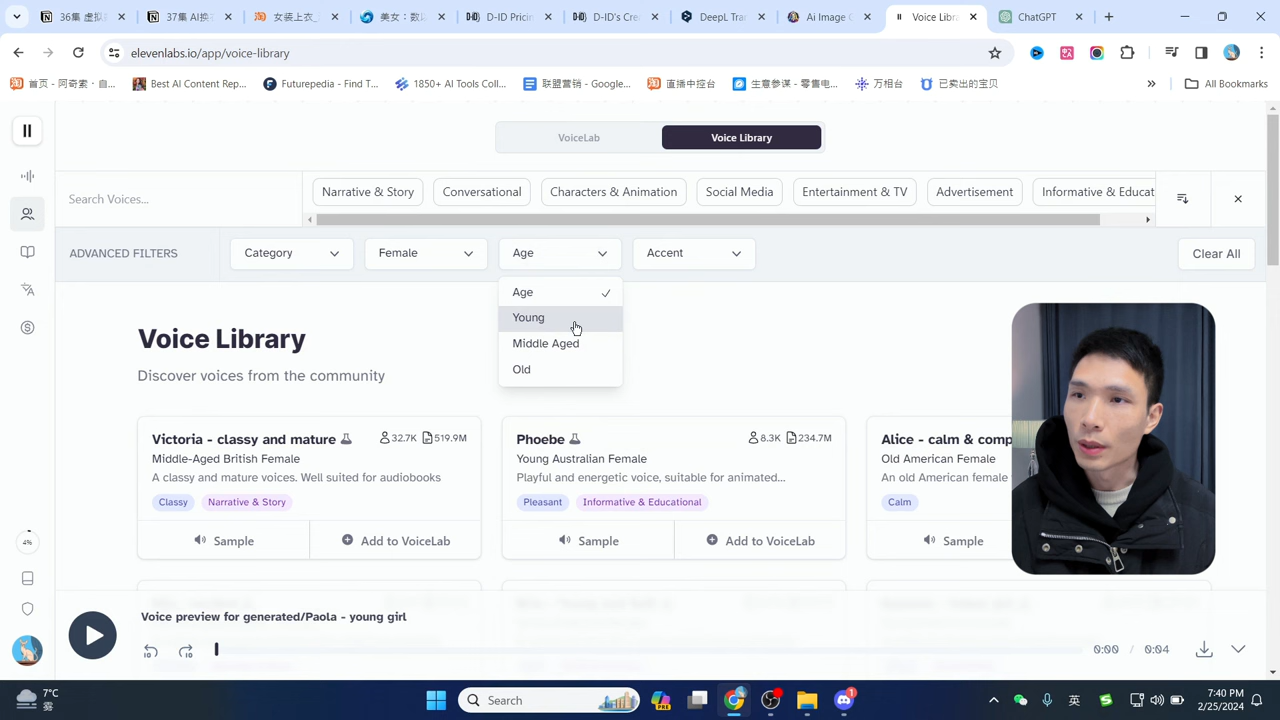 36集 虚拟
37集 AI换
女装上衣_
美女：数以
D-ID Pricin
D-ID's Cre
DeepL Tran
Ai Image G
Voice Libra
ChatGPT
elevenlabs.io/app/voice-library
首页 - 阿奇索 · 自...
Best AI Content Rep...
Futurepedia - Find T...
1850+ AI Tools Coll...
联盟营销 - Google...
直播中控台
生意参谋 - 零售电...
万相台
已卖出的宝贝
All Bookmarks
VoiceLab
Voice Library
Search Voices...
Narrative & Story
Conversational
Characters & Animation
Social Media
Entertainment & TV
Advertisement
Informative & Educat
ADVANCED FILTERS
Category
Female
Age
Accent
Clear All
Age
Young
Middle Aged
Old
Voice Library
Discover voices from the community
Victoria - classy and mature
32.7K
519.9M
Middle-Aged British Female
A classy and mature voices. Well suited for audiobooks
Classy
Narrative & Story
Sample
Add to VoiceLab
Phoebe
8.3K
234.7M
Young Australian Female
Playful and energetic voice, suitable for animated...
Pleasant
Informative & Educational
Sample
Add to VoiceLab
Alice - calm & comp
Old American Female
An old American female
Calm
Sample
4%
Voice preview for generated/Paola - young girl
0:00 / 0:04
7°C
雾
Search
PRE
1
英
7:40 PM
2/25/2024